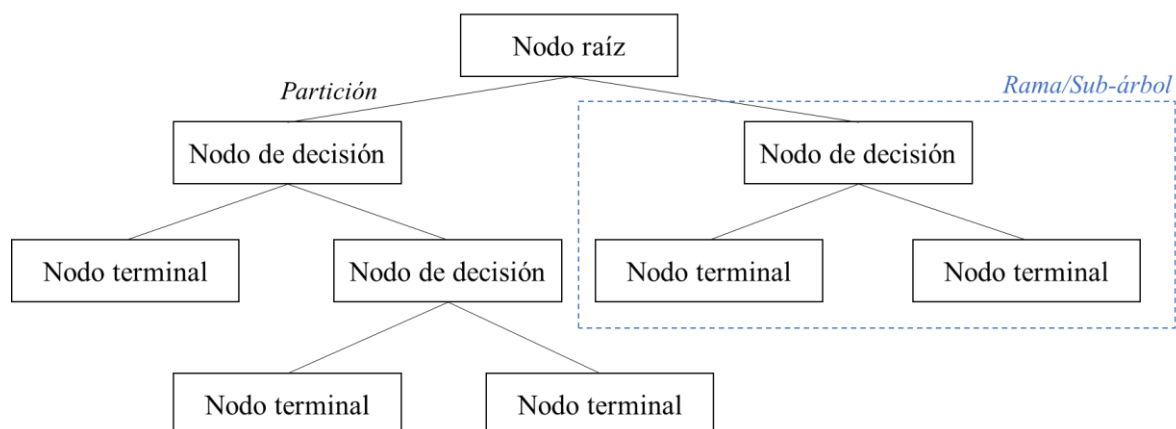 Nodo raíz
Partición
Rama/Sub-árbol
Nodo de decisión
Nodo de decisión
Nodo terminal
Nodo de decisión
Nodo terminal
Nodo terminal
Nodo terminal
Nodo terminal